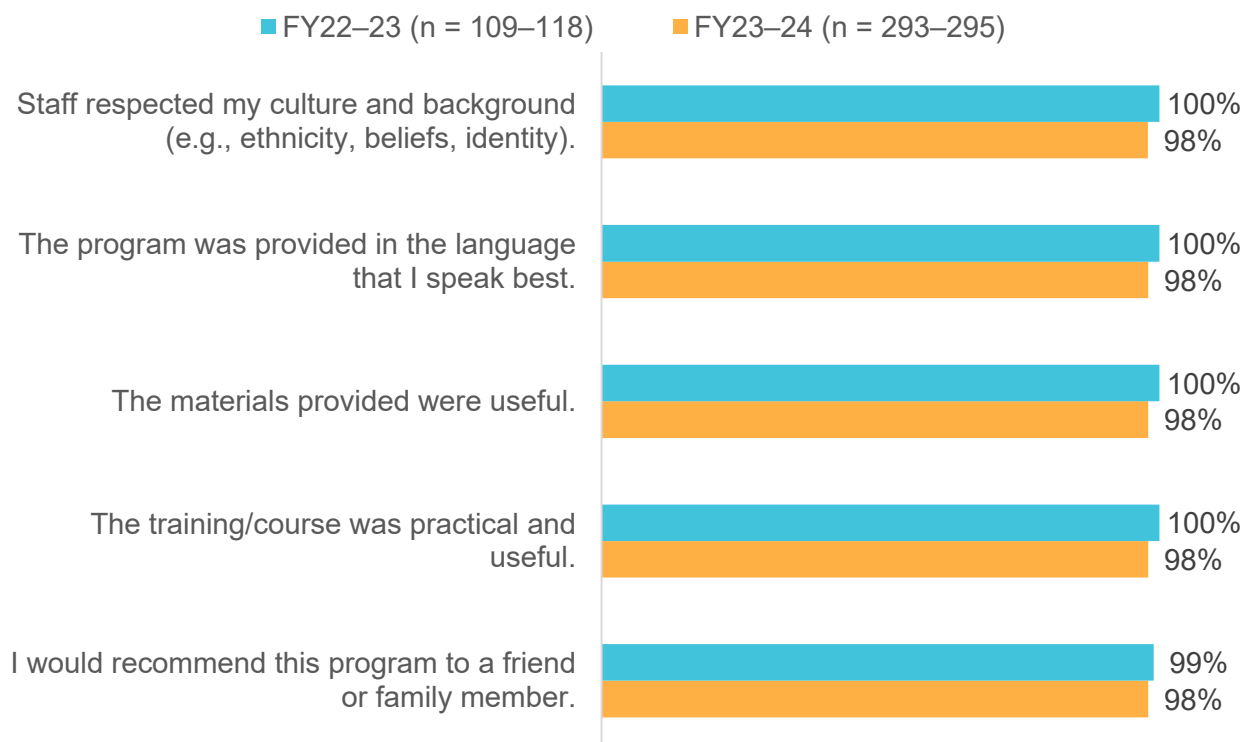 FY22–23 (n = 109–118) FY23–24 (n = 293–295)
Staff respected my culture and background
(e.g., ethnicity, beliefs, identity).
100%
98%
The program was provided in the language
that I speak best.
100%
98%
The materials provided were useful.
100%
98%
The training/course was practical and
useful.
100%
98%
I would recommend this program to a friend
or family member.
99%
98%